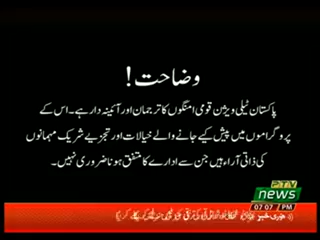 وضاحت !
پاکستان ٹیلی ویژن قومی امنگوں کا ترجمان اور آئینہ دار ہے۔ اس کے
پروگراموں میں پیش کیے جانے والے خیالات اور تجزیے شریک مہمانوں
کی ذاتی آراء ہیں جن سے ادارے کا متفق ہونا ضروری نہیں۔
PTV
news
07:07 PM